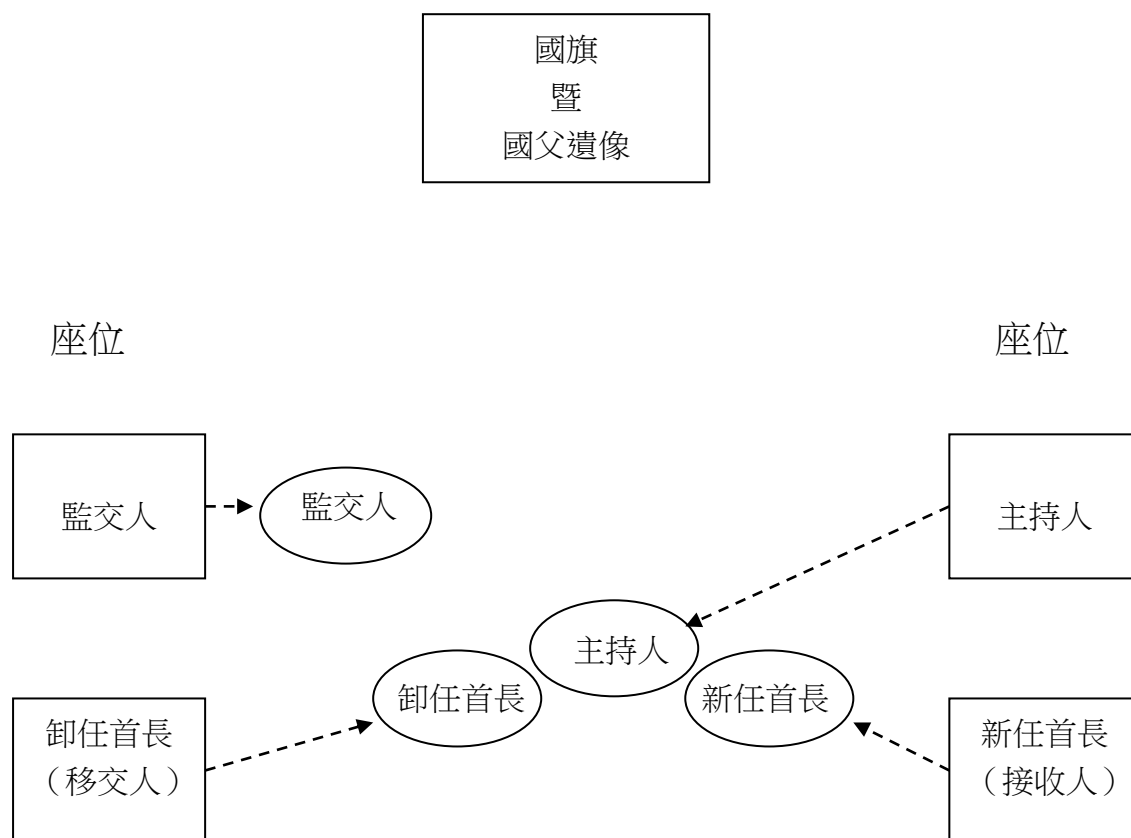 國旗
暨
國父遺像
座位
座位
監交人
監交人
主持人
主持人
卸任首長
新任首長
卸任首長
（移交人）
新任首長
（接收人）